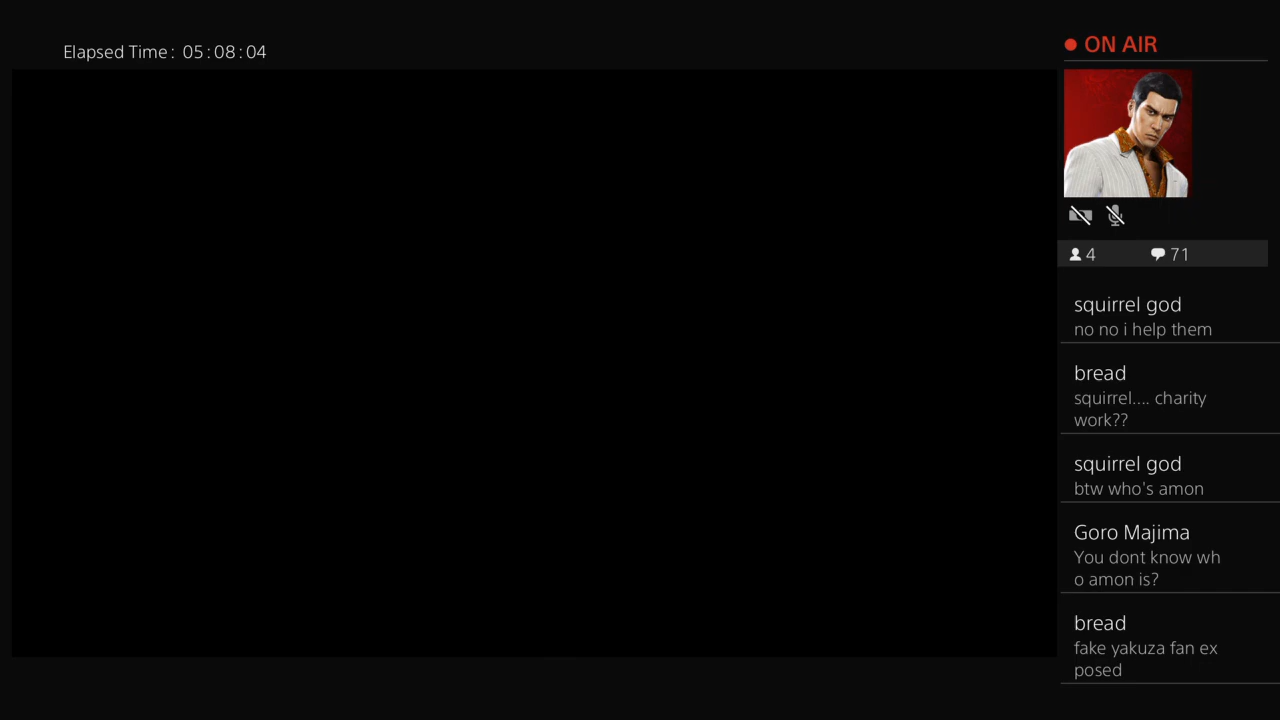 Elapsed Time: 05:08:04
ON AIR
4 71
squirrel god
no no i help them
bread
squirrel.... charity
work??
squirrel god
btw who's amon
Goro Majima
You dont know wh
o amon is?
bread
fake yakuza fan ex
posed